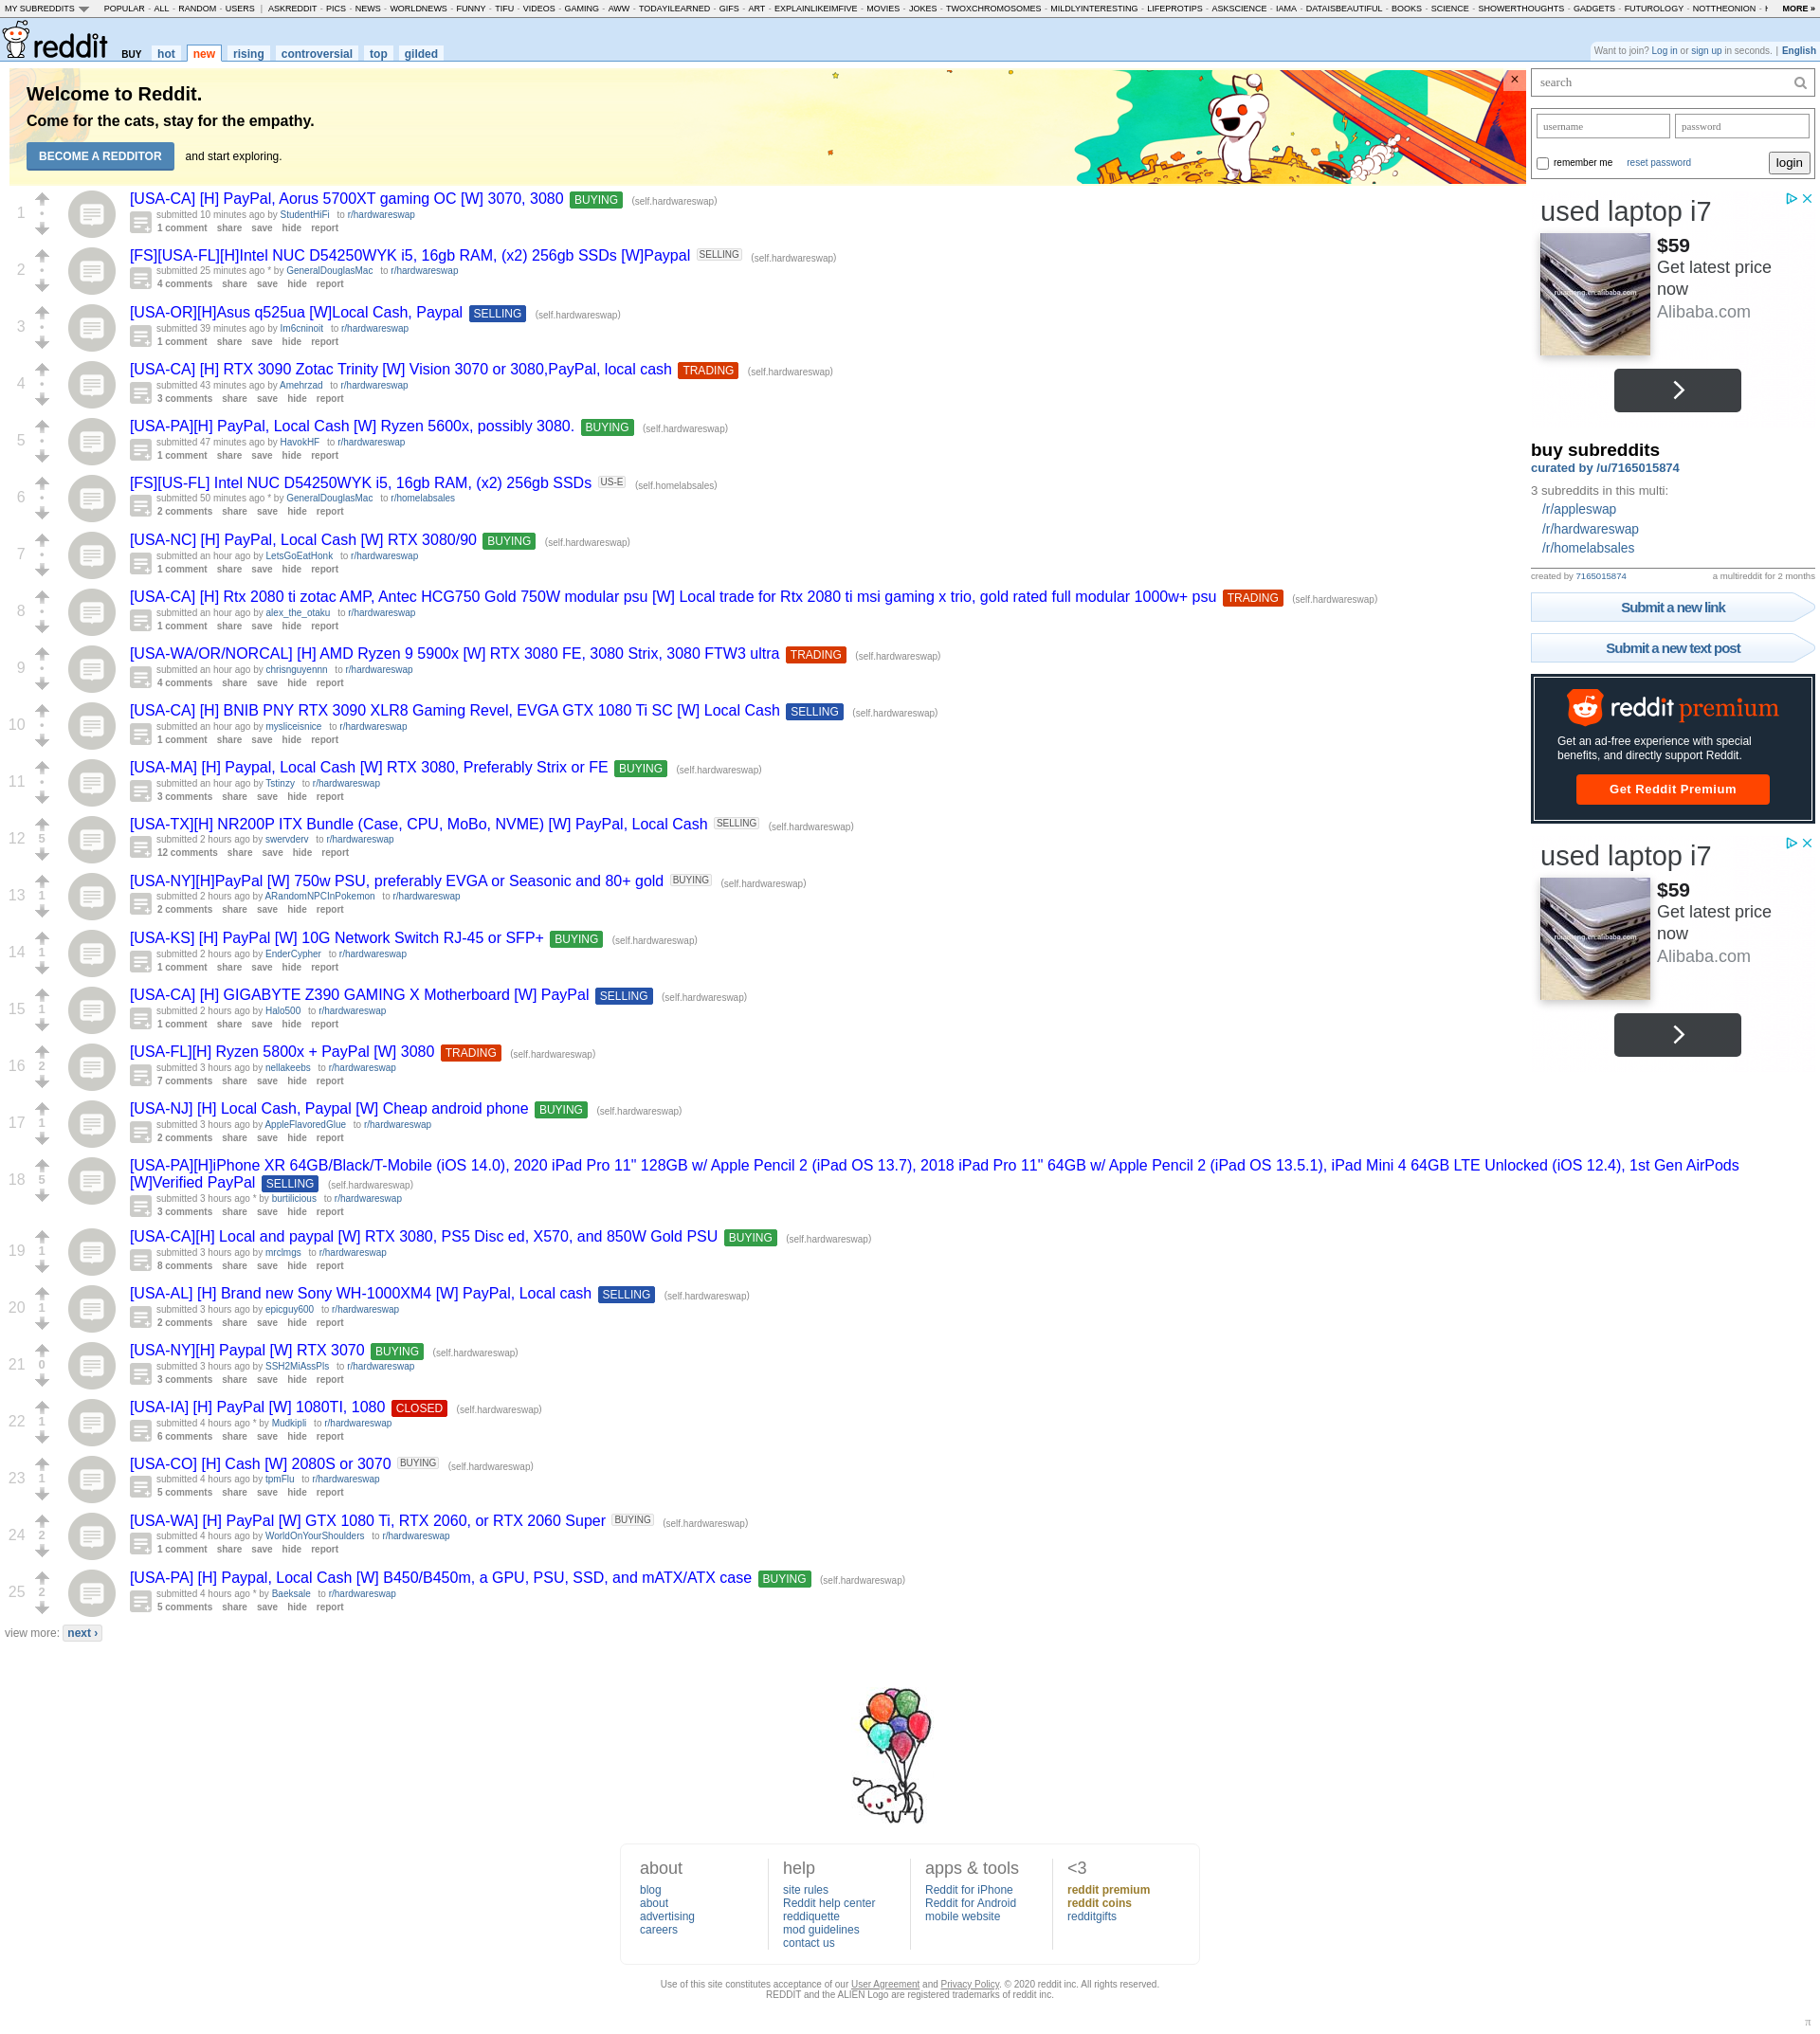 MY SUBREDDITS POPULAR - ALL - RANDOM - USERS | ASKREDDIT - PICS - NEWS - WORLDNEWS - FUNNY - TIFU - VIDEOS - GAMING - AWW - TODAYILEARNED - GIFS - ART - EXPLAINLIKEIMFIVE - MOVIES - JOKES - TWOXCHROMOSOMES - MILDLYINTERESTING - LIFEPROTIPS - ASKSCIENCE - IAMA - DATAISBEAUTIFUL - BOOKS - SCIENCE - SHOWERTHOUGHTS - GADGETS - FUTUROLOGY - NOTTHEONION - MORE »
reddit BUY hot new rising controversial top gilded
Want to join? Log in or sign up in seconds. | English
Welcome to Reddit.
Come for the cats, stay for the empathy.
BECOME A REDDITOR and start exploring.
×
1
[USA-CA] [H] PayPal, Aorus 5700XT gaming OC [W] 3070, 3080 BUYING (self.hardwareswap)
submitted 10 minutes ago by StudentHiFi to r/hardwareswap
1 comment share save hide report
2
[FS][USA-FL][H]Intel NUC D54250WYK i5, 16gb RAM, (x2) 256gb SSDs [W]Paypal SELLING (self.hardwareswap)
submitted 25 minutes ago * by GeneralDouglasMac to r/hardwareswap
4 comments share save hide report
3
[USA-OR][H]Asus q525ua [W]Local Cash, Paypal SELLING (self.hardwareswap)
submitted 39 minutes ago by Im6cninoit to r/hardwareswap
1 comment share save hide report
4
[USA-CA] [H] RTX 3090 Zotac Trinity [W] Vision 3070 or 3080,PayPal, local cash TRADING (self.hardwareswap)
submitted 43 minutes ago by Amehrzad to r/hardwareswap
3 comments share save hide report
5
[USA-PA][H] PayPal, Local Cash [W] Ryzen 5600x, possibly 3080. BUYING (self.hardwareswap)
submitted 47 minutes ago by HavokHF to r/hardwareswap
1 comment share save hide report
6
[FS][US-FL] Intel NUC D54250WYK i5, 16gb RAM, (x2) 256gb SSDs US-E (self.homelabsales)
submitted 50 minutes ago * by GeneralDouglasMac to r/homelabsales
2 comments share save hide report
7
[USA-NC] [H] PayPal, Local Cash [W] RTX 3080/90 BUYING (self.hardwareswap)
submitted an hour ago by LetsGoEatHonk to r/hardwareswap
1 comment share save hide report
8
[USA-CA] [H] Rtx 2080 ti zotac AMP, Antec HCG750 Gold 750W modular psu [W] Local trade for Rtx 2080 ti msi gaming x trio, gold rated full modular 1000w+ psu TRADING (self.hardwareswap)
submitted an hour ago by alex_the_otaku to r/hardwareswap
1 comment share save hide report
9
[USA-WA/OR/NORCAL] [H] AMD Ryzen 9 5900x [W] RTX 3080 FE, 3080 Strix, 3080 FTW3 ultra TRADING (self.hardwareswap)
submitted an hour ago by chrisnguyennn to r/hardwareswap
4 comments share save hide report
10
[USA-CA] [H] BNIB PNY RTX 3090 XLR8 Gaming Revel, EVGA GTX 1080 Ti SC [W] Local Cash SELLING (self.hardwareswap)
submitted an hour ago by mysliceisnice to r/hardwareswap
1 comment share save hide report
11
[USA-MA] [H] Paypal, Local Cash [W] RTX 3080, Preferably Strix or FE BUYING (self.hardwareswap)
submitted an hour ago by Tstinzy to r/hardwareswap
3 comments share save hide report
12 5
[USA-TX][H] NR200P ITX Bundle (Case, CPU, MoBo, NVME) [W] PayPal, Local Cash SELLING (self.hardwareswap)
submitted 2 hours ago by swervderv to r/hardwareswap
12 comments share save hide report
13 1
[USA-NY][H]PayPal [W] 750w PSU, preferably EVGA or Seasonic and 80+ gold BUYING (self.hardwareswap)
submitted 2 hours ago by ARandomNPCInPokemon to r/hardwareswap
2 comments share save hide report
14 1
[USA-KS] [H] PayPal [W] 10G Network Switch RJ-45 or SFP+ BUYING (self.hardwareswap)
submitted 2 hours ago by EnderCypher to r/hardwareswap
1 comment share save hide report
15 1
[USA-CA] [H] GIGABYTE Z390 GAMING X Motherboard [W] PayPal SELLING (self.hardwareswap)
submitted 2 hours ago by Halo500 to r/hardwareswap
1 comment share save hide report
16 2
[USA-FL][H] Ryzen 5800x + PayPal [W] 3080 TRADING (self.hardwareswap)
submitted 3 hours ago by nellakeebs to r/hardwareswap
7 comments share save hide report
17 1
[USA-NJ] [H] Local Cash, Paypal [W] Cheap android phone BUYING (self.hardwareswap)
submitted 3 hours ago by AppleFlavoredGlue to r/hardwareswap
2 comments share save hide report
18 5
[USA-PA][H]iPhone XR 64GB/Black/T-Mobile (iOS 14.0), 2020 iPad Pro 11" 128GB w/ Apple Pencil 2 (iPad OS 13.7), 2018 iPad Pro 11" 64GB w/ Apple Pencil 2 (iPad OS 13.5.1), iPad Mini 4 64GB LTE Unlocked (iOS 12.4), 1st Gen AirPods
[W]Verified PayPal SELLING (self.hardwareswap)
submitted 3 hours ago * by burtilicious to r/hardwareswap
3 comments share save hide report
19 1
[USA-CA][H] Local and paypal [W] RTX 3080, PS5 Disc ed, X570, and 850W Gold PSU BUYING (self.hardwareswap)
submitted 3 hours ago by mrclmgs to r/hardwareswap
8 comments share save hide report
20 1
[USA-AL] [H] Brand new Sony WH-1000XM4 [W] PayPal, Local cash SELLING (self.hardwareswap)
submitted 3 hours ago by epicguy600 to r/hardwareswap
2 comments share save hide report
21 0
[USA-NY][H] Paypal [W] RTX 3070 BUYING (self.hardwareswap)
submitted 3 hours ago by SSH2MiAssPls to r/hardwareswap
3 comments share save hide report
22 1
[USA-IA] [H] PayPal [W] 1080TI, 1080 CLOSED (self.hardwareswap)
submitted 4 hours ago * by Mudkipli to r/hardwareswap
6 comments share save hide report
23 1
[USA-CO] [H] Cash [W] 2080S or 3070 BUYING (self.hardwareswap)
submitted 4 hours ago by tpmFlu to r/hardwareswap
5 comments share save hide report
24 2
[USA-WA] [H] PayPal [W] GTX 1080 Ti, RTX 2060, or RTX 2060 Super BUYING (self.hardwareswap)
submitted 4 hours ago by WorldOnYourShoulders to r/hardwareswap
1 comment share save hide report
25 2
[USA-PA] [H] Paypal, Local Cash [W] B450/B450m, a GPU, PSU, SSD, and mATX/ATX case BUYING (self.hardwareswap)
submitted 4 hours ago * by Baeksale to r/hardwareswap
5 comments share save hide report
view more: next ›
search
username password
remember me reset password login
used laptop i7
$59
Get latest price
now
Alibaba.com
buy subreddits
curated by /u/7165015874
3 subreddits in this multi:
/r/appleswap
/r/hardwareswap
/r/homelabsales
created by 7165015874 a multireddit for 2 months
Submit a new link
Submit a new text post
reddit premium
Get an ad-free experience with special
benefits, and directly support Reddit.
Get Reddit Premium
used laptop i7
$59
Get latest price
now
Alibaba.com
about
blog
about
advertising
careers
help
site rules
Reddit help center
reddiquette
mod guidelines
contact us
apps & tools
Reddit for iPhone
Reddit for Android
mobile website
<3
reddit premium
reddit coins
redditgifts
Use of this site constitutes acceptance of our User Agreement and Privacy Policy. © 2020 reddit inc. All rights reserved.
REDDIT and the ALIEN Logo are registered trademarks of reddit inc.
π